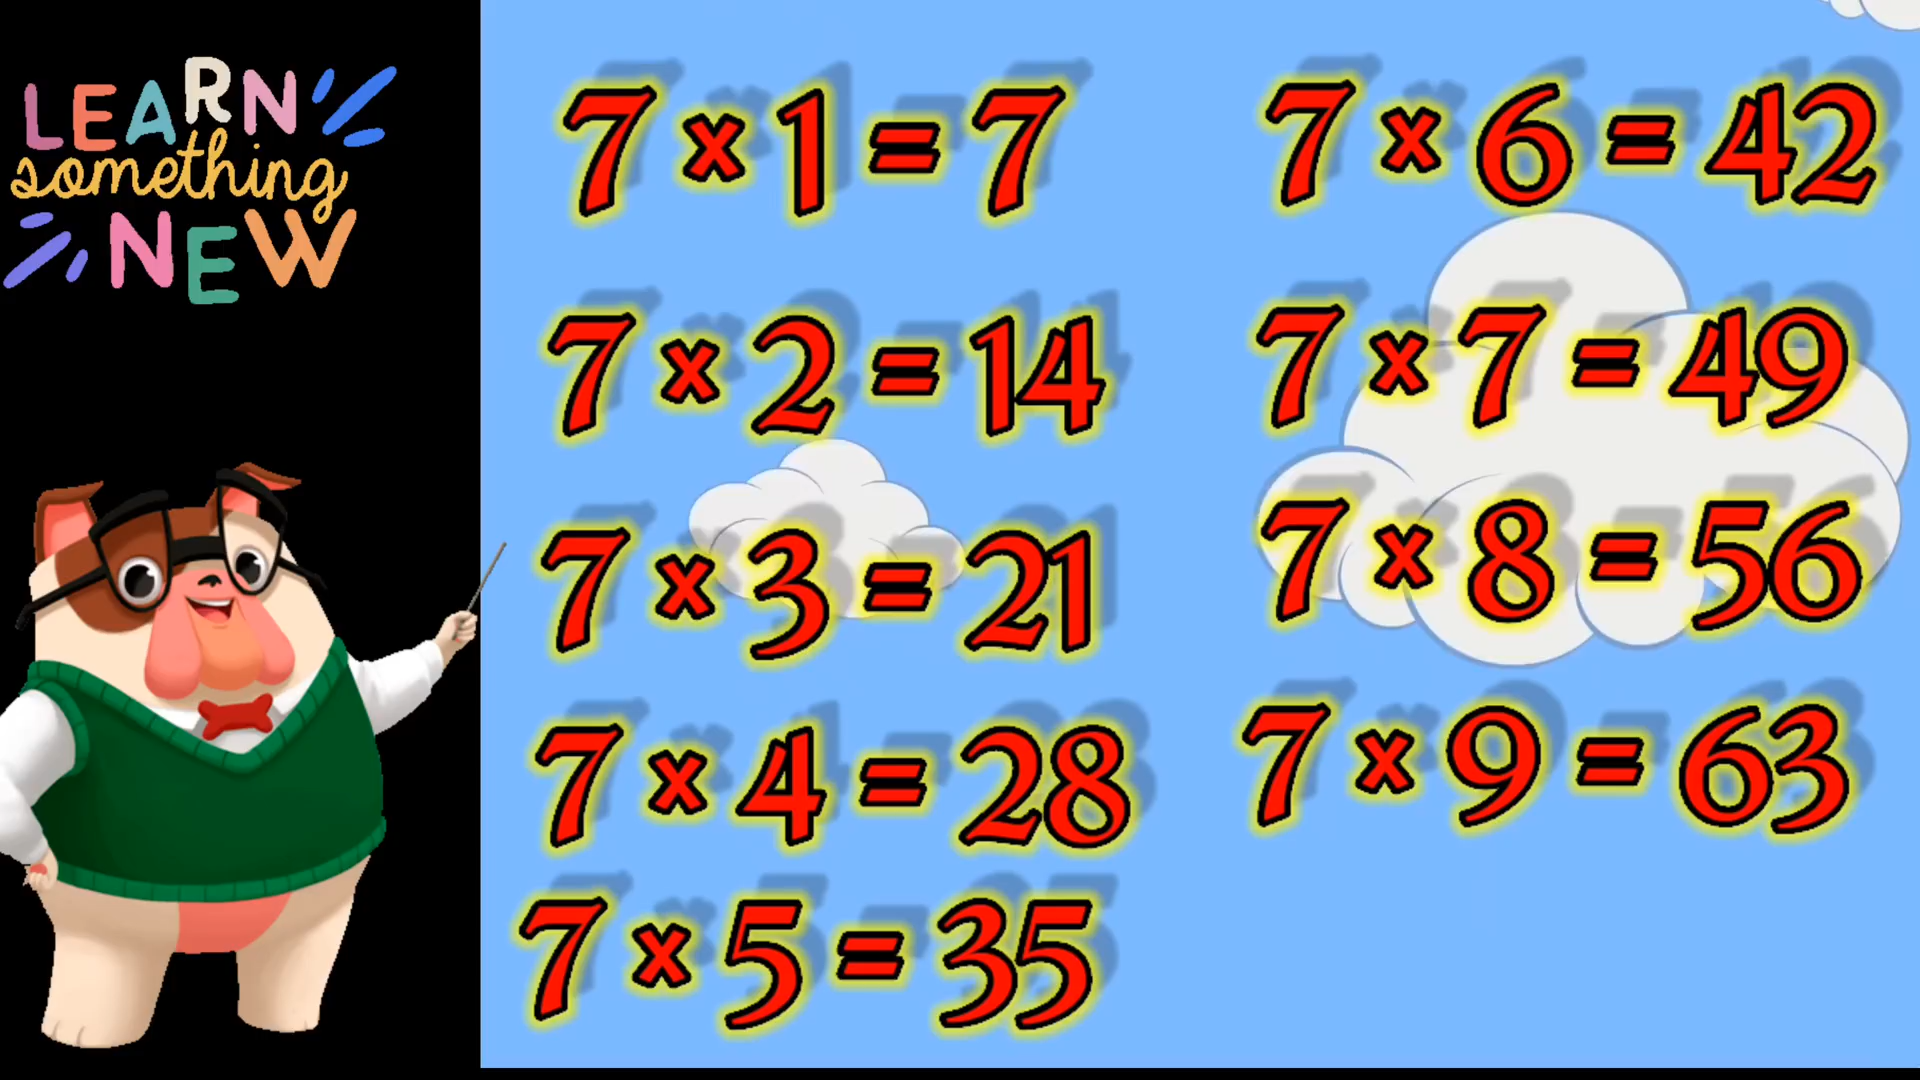 LEARN
something
NEW
7 × 1 = 7
7 × 2 = 14
7 × 3 = 21
7 × 4 = 28
7 × 5 = 35
7 × 6 = 42
7 × 7 = 49
7 × 8 = 56
7 × 9 = 63